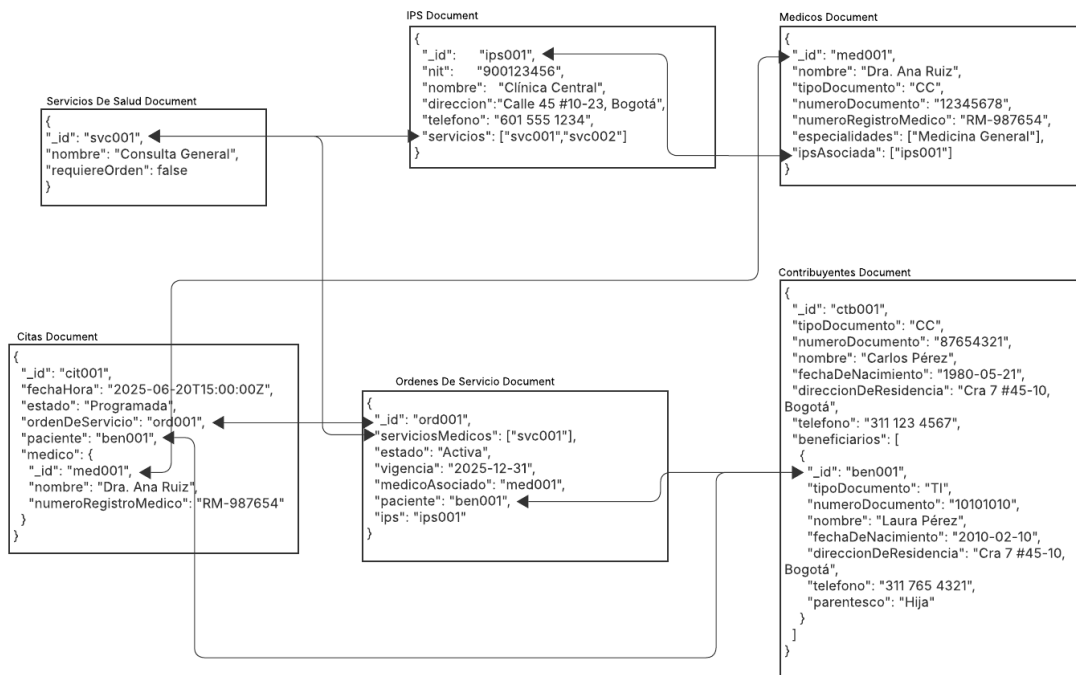 IPS Document
{
"_id": "ips001",
"nit": "900123456",
"nombre": "Clínica Central",
"direccion":"Calle 45 #10-23, Bogotá",
"telefono": "601 555 1234",
"servicios": ["svc001","svc002"]
}
Medicos Document
{
"_id": "med001",
"nombre": "Dra. Ana Ruiz",
"tipoDocumento": "CC",
"numeroDocumento": "12345678",
"numeroRegistroMedico": "RM-987654",
"especialidades": ["Medicina General"],
"ipsAsociada": ["ips001"]
}
Servicios De Salud Document
{
"_id": "svc001",
"nombre": "Consulta General",
"requiereOrden": false
}
Contribuyentes Document
{
"_id": "ctb001",
"tipoDocumento": "CC",
"numeroDocumento": "87654321",
"nombre": "Carlos Pérez",
"fechaDeNacimiento": "1980-05-21",
"direccionDeResidencia": "Cra 7 #45-10,
Bogotá",
"telefono": "311 123 4567",
"beneficiarios": [
{
"_id": "ben001",
"tipoDocumento": "TI",
"numeroDocumento": "10101010",
"nombre": "Laura Pérez",
"fechaDeNacimiento": "2010-02-10",
"direccionDeResidencia": "Cra 7 #45-10,
Bogotá",
"telefono": "311 765 4321",
"parentesco": "Hija"
}
]
}
Citas Document
{
"_id": "cit001",
"fechaHora": "2025-06-20T15:00:00Z",
"estado": "Programada",
"ordenDeServicio": "ord001",
"paciente": "ben001",
"medico": {
"_id": "med001",
"nombre": "Dra. Ana Ruiz",
"numeroRegistroMedico": "RM-987654"
}
}
Ordenes De Servicio Document
{
"_id": "ord001",
"serviciosMedicos": ["svc001"],
"estado": "Activa",
"vigencia": "2025-12-31",
"medicoAsociado": "med001",
"paciente": "ben001",
"ips": "ips001"
}